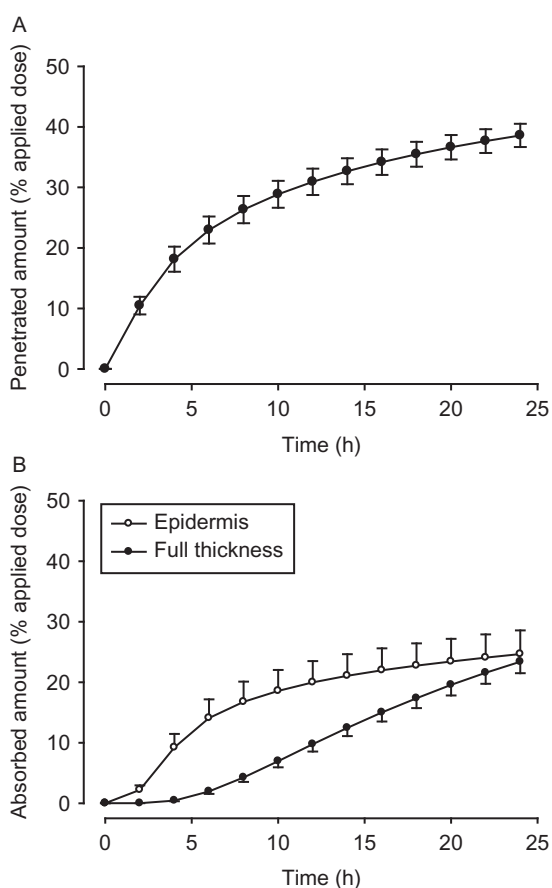 A
Penetrated amount (% applied dose)
50
40
30
20
10
0
0 5 10 15 20 25
Time (h)
B
Absorbed amount (% applied dose)
50
40
30
20
10
0
Epidermis
Full thickness
0 5 10 15 20 25
Time (h)